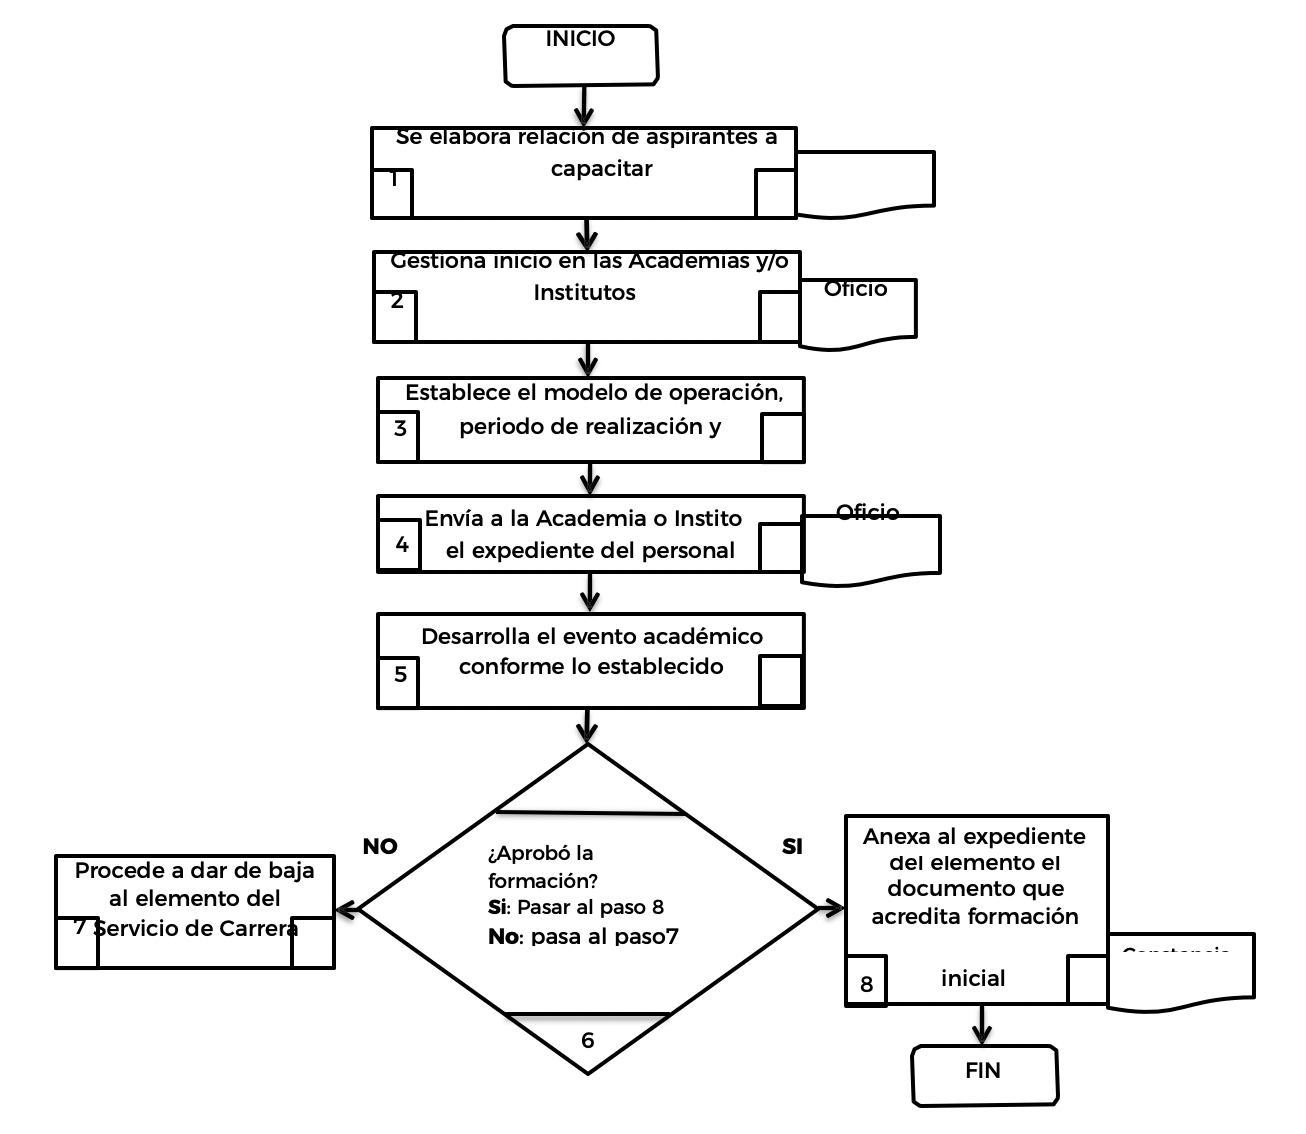 INICIO
Se elabora relación de aspirantes a
capacitar
1
Gestiona inicio en las Academias y/o
Institutos
2
Oficio
Establece el modelo de operación,
periodo de realización y
3
Envía a la Academia o Instito
el expediente del personal
4
Oficio
Desarrolla el evento académico
conforme lo establecido
5
NO
SI
¿Aprobó la
formación?
Si: Pasar al paso 8
No: pasa al paso7
6
Procede a dar de baja
al elemento del
Servicio de Carrera
7
Anexa al expediente
del elemento el
documento que
acredita formación
inicial
8
Constancia
FIN